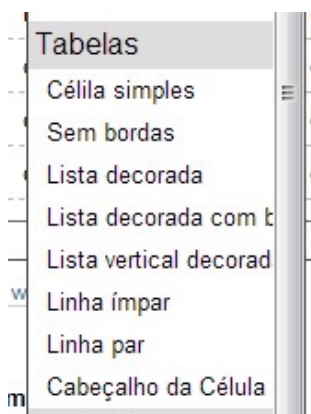 Tabelas
Célila simples
Sem bordas
Lista decorada
Lista decorada com b
Lista vertical decorad
Linha ímpar
Linha par
Cabeçalho da Célula
w
m